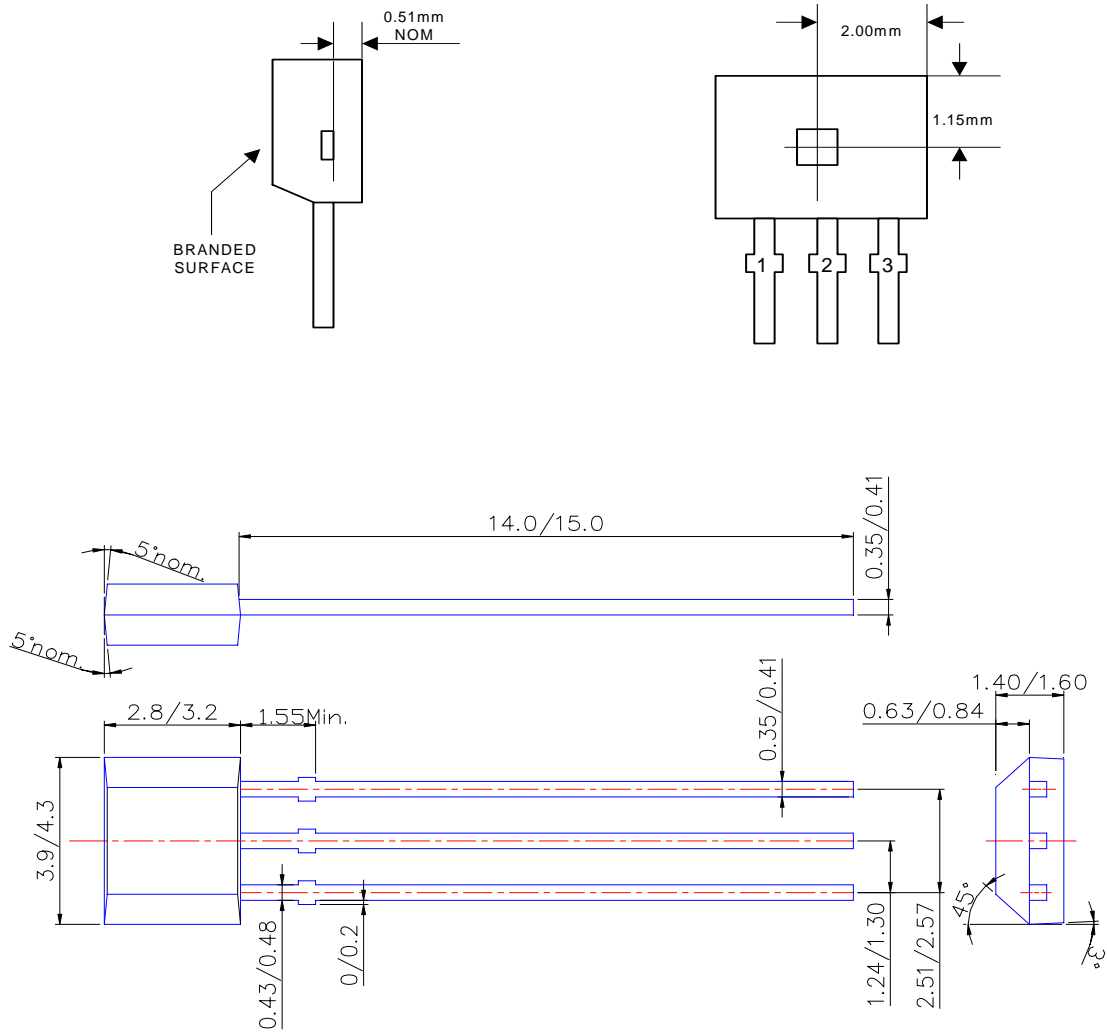 0.51mm
NOM
2.00mm
1.15mm
BRANDED
SURFACE
1 2 3
14.0/15.0
0.35/0.41
5°nom.
5°nom.
2.8/3.2
1.55Min.
0.35/0.41
1.40/1.60
0.63/0.84
3.9/4.3
0.43/0.48
0/0.2
1.24/1.30
2.51/2.57
45°
3°